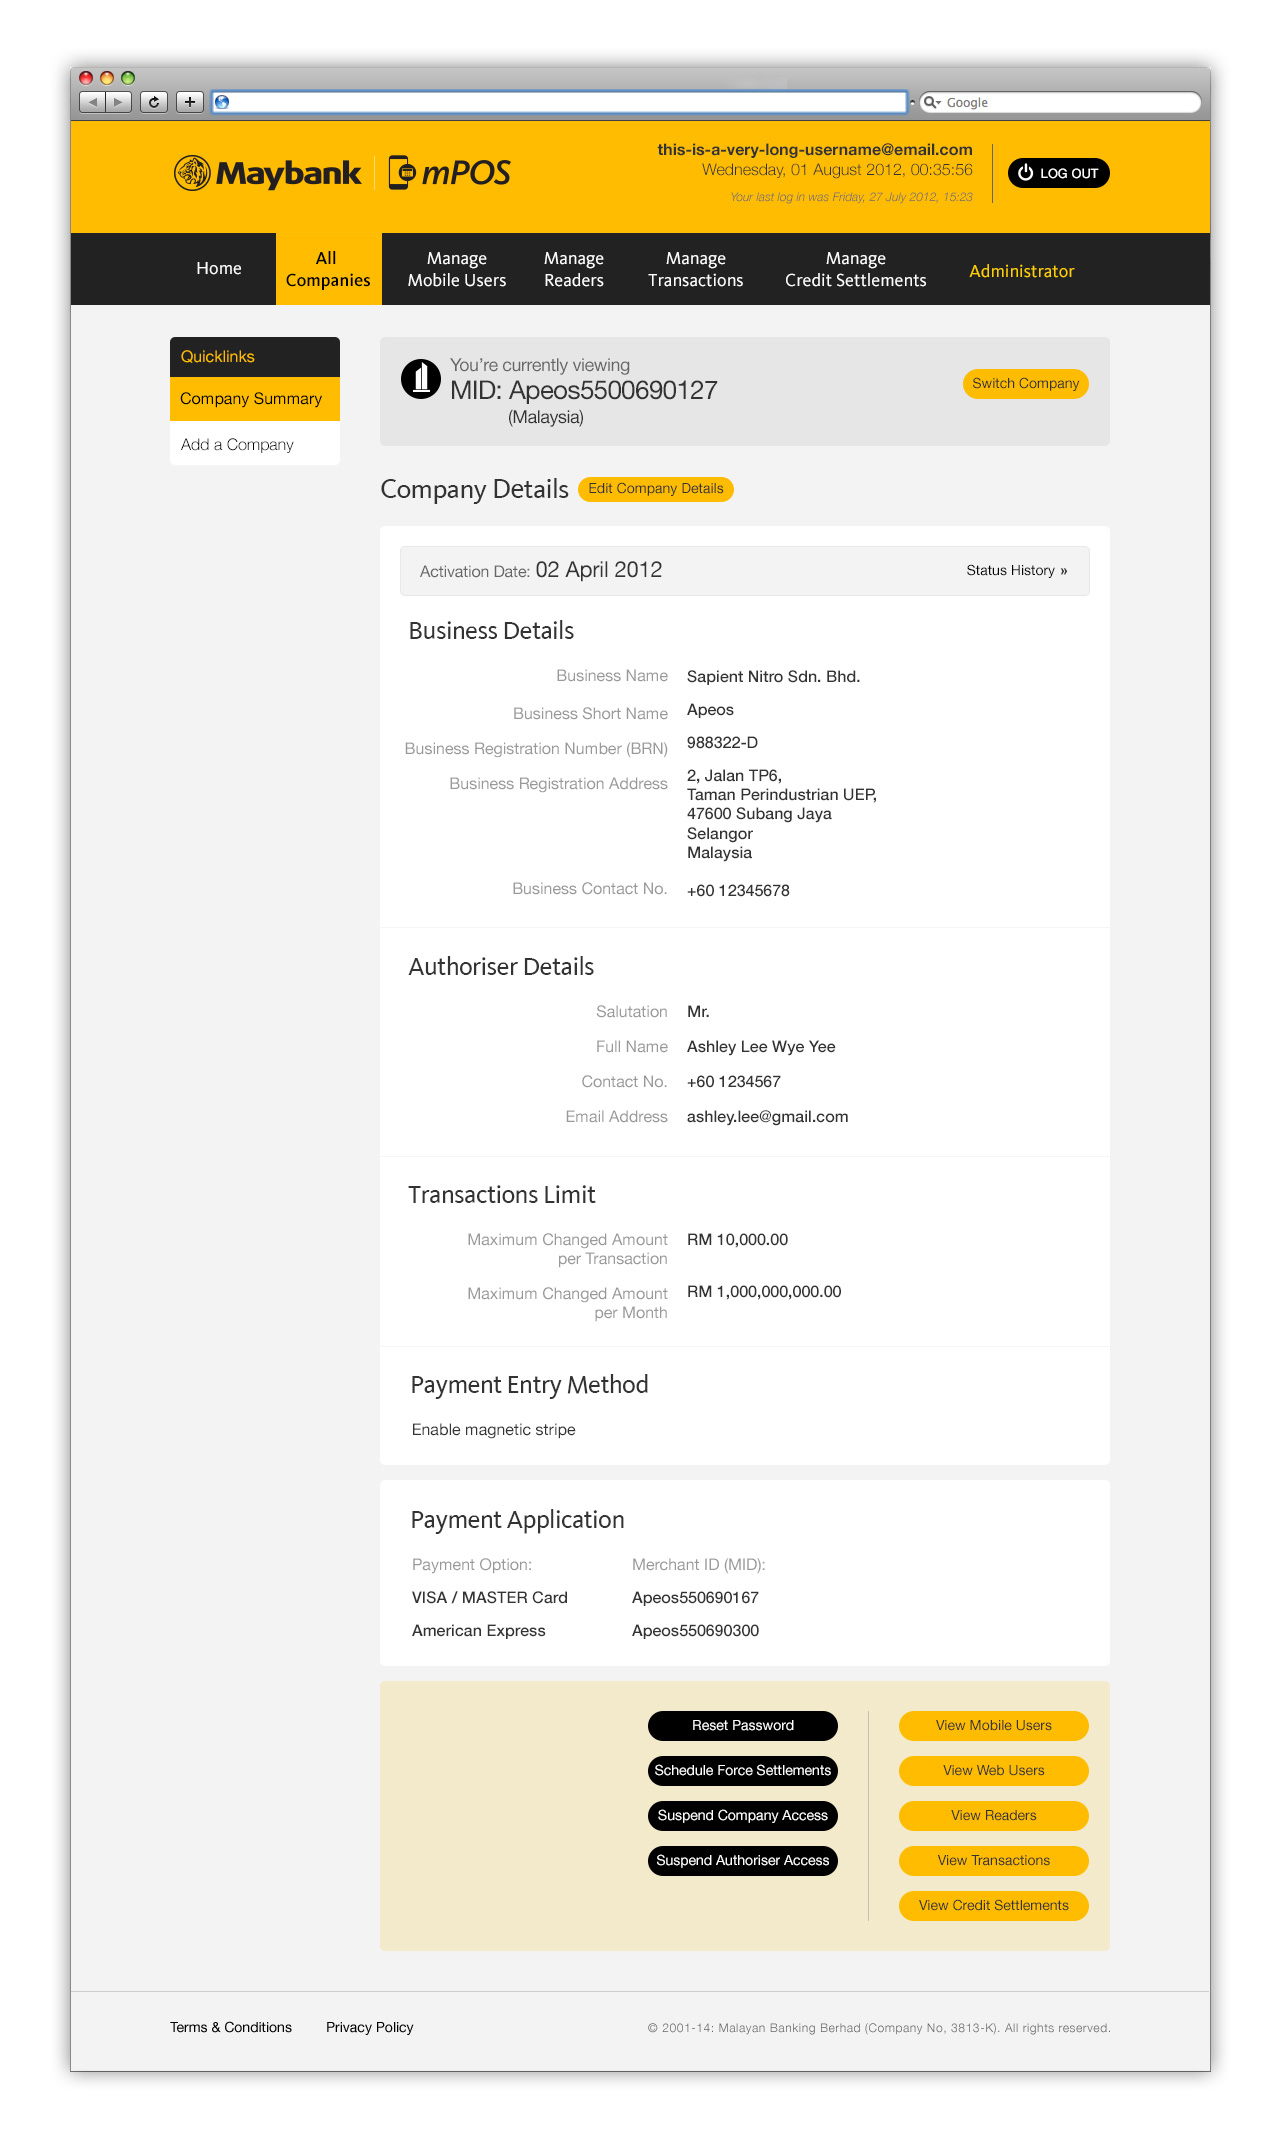 Google
Maybank
mPOS
this-is-a-very-long-username@email.com
Wednesday, 01 August 2012, 00:35:56
Your last log in was Friday, 27 July 2012, 15:23
LOG OUT
Home
All
Companies
Manage
Mobile Users
Manage
Readers
Manage
Transactions
Manage
Credit Settlements
Administrator
Quicklinks
Company Summary
Add a Company
You're currently viewing
MID: Apeos5500690127
(Malaysia)
Switch Company
Company Details
Edit Company Details
Activation Date: 02 April 2012
Status History »
Business Details
Business Name Sapient Nitro Sdn. Bhd.
Business Short Name Apeos
Business Registration Number (BRN) 988322-D
Business Registration Address 2, Jalan TP6,
Taman Perindustrian UEP,
47600 Subang Jaya
Selangor
Malaysia
Business Contact No. +60 12345678
Authoriser Details
Salutation Mr.
Full Name Ashley Lee Wye Yee
Contact No. +60 1234567
Email Address ashley.lee@gmail.com
Transactions Limit
Maximum Changed Amount RM 10,000.00
per Transaction
Maximum Changed Amount RM 1,000,000,000.00
per Month
Payment Entry Method
Enable magnetic stripe
Payment Application
Payment Option: Merchant ID (MID):
VISA / MASTER Card Apeos550690167
American Express Apeos550690300
Reset Password
Schedule Force Settlements
Suspend Company Access
Suspend Authoriser Access
View Mobile Users
View Web Users
View Readers
View Transactions
View Credit Settlements
Terms & Conditions
Privacy Policy
© 2001-14: Malayan Banking Berhad (Company No, 3813-K). All rights reserved.